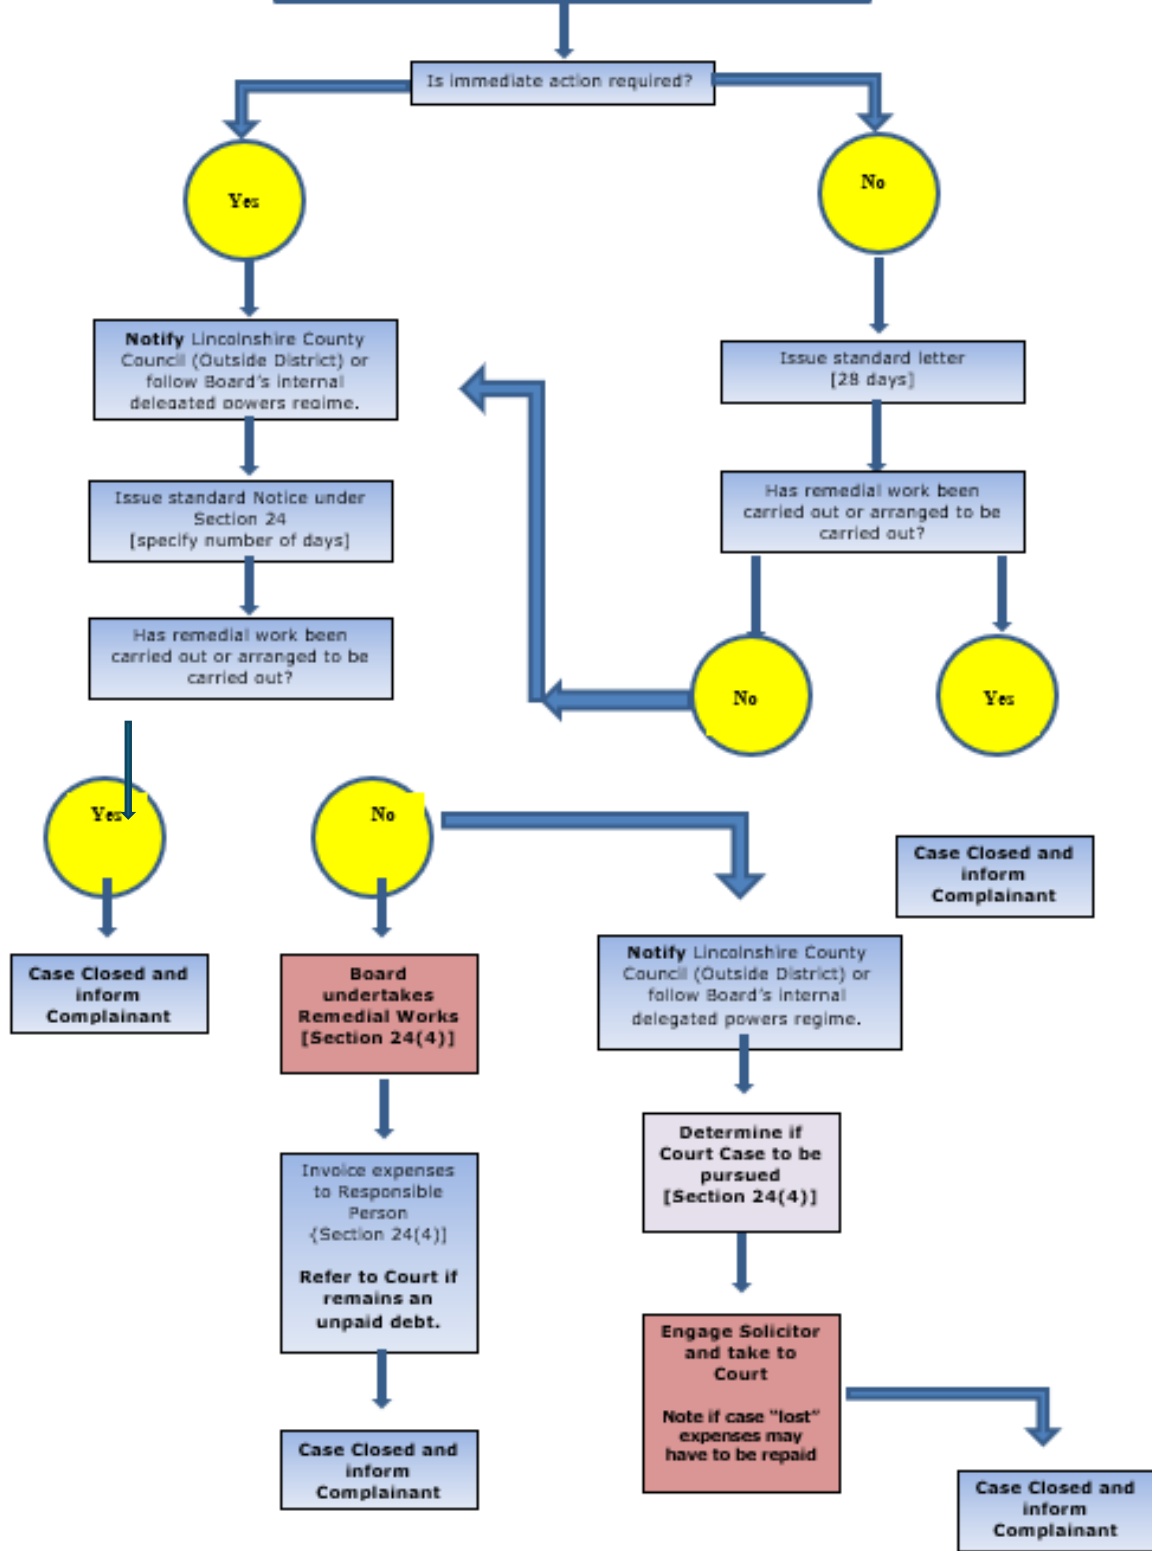 Is immediate action required?
Yes
No
Notify Lincolnshire County
Council (Outside District) or
follow Board's internal
delegated powers regime.
Issue standard letter
[28 days]
Issue standard Notice under
Section 24
[specify number of days]
Has remedial work been
carried out or arranged to be
carried out?
Has remedial work been
carried out or arranged to be
carried out?
No
Yes
Yes
No
Case Closed and
inform
Complainant
Notify Lincolnshire County
Council (Outside District) or
follow Board's internal
delegated powers regime.
Case Closed and
inform
Complainant
Board
undertakes
Remedial Works
[Section 24(4)]
Determine if
Court Case to be
pursued
[Section 24(4)]
Invoice expenses
to Responsible
Person
{Section 24(4)]
Refer to Court if
remains an
unpaid debt.
Engage Solicitor
and take to
Court
Note if case "lost"
expenses may
have to be repaid
Case Closed and
inform
Complainant
Case Closed and
inform
Complainant